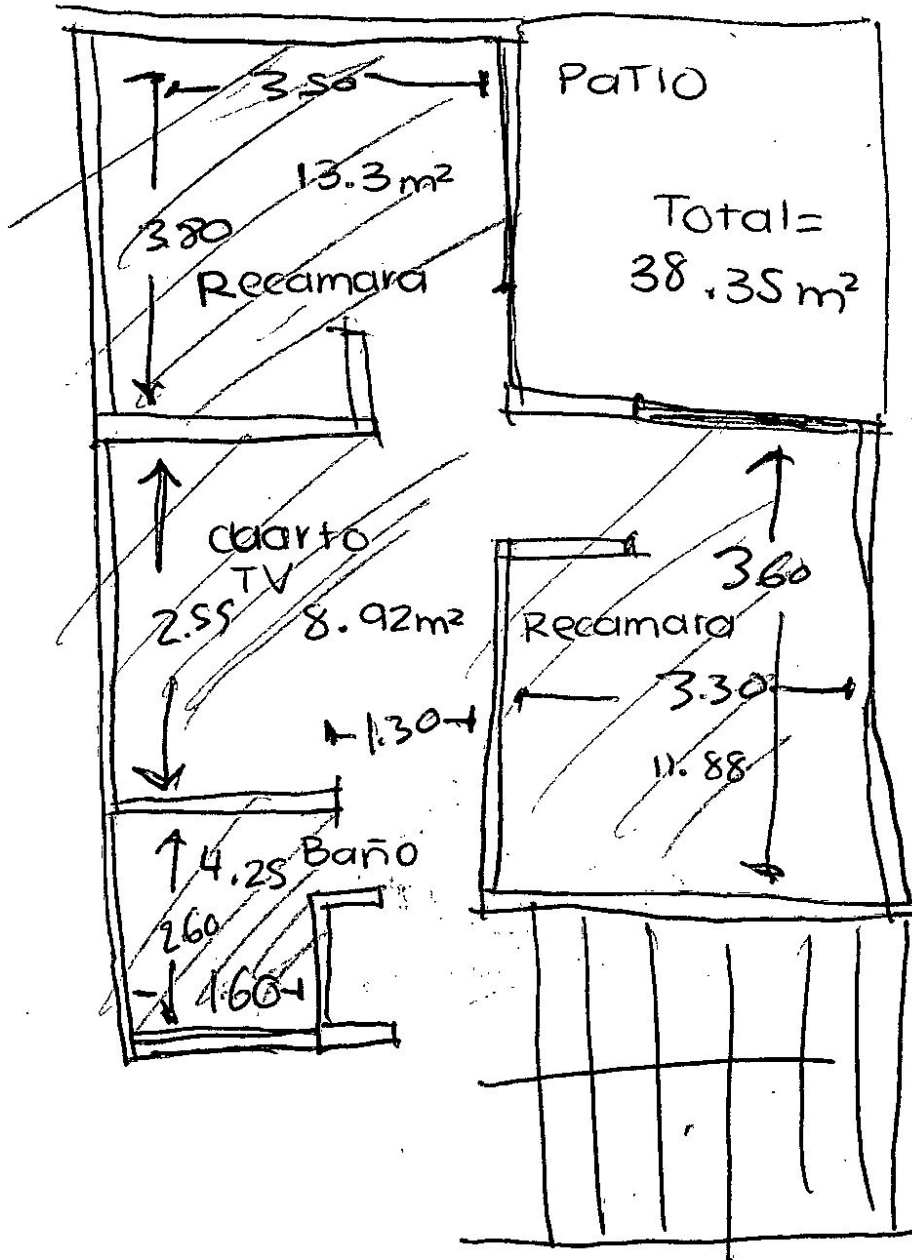 3.50
PaTIO
13.3 m²
3.80
Recamara
Total=
38.35 m²
cuarto
TV
2.55
8.92m²
3.60
Recamara
3.30
1.30
11.88
4.25
Baño
2.60
1.60